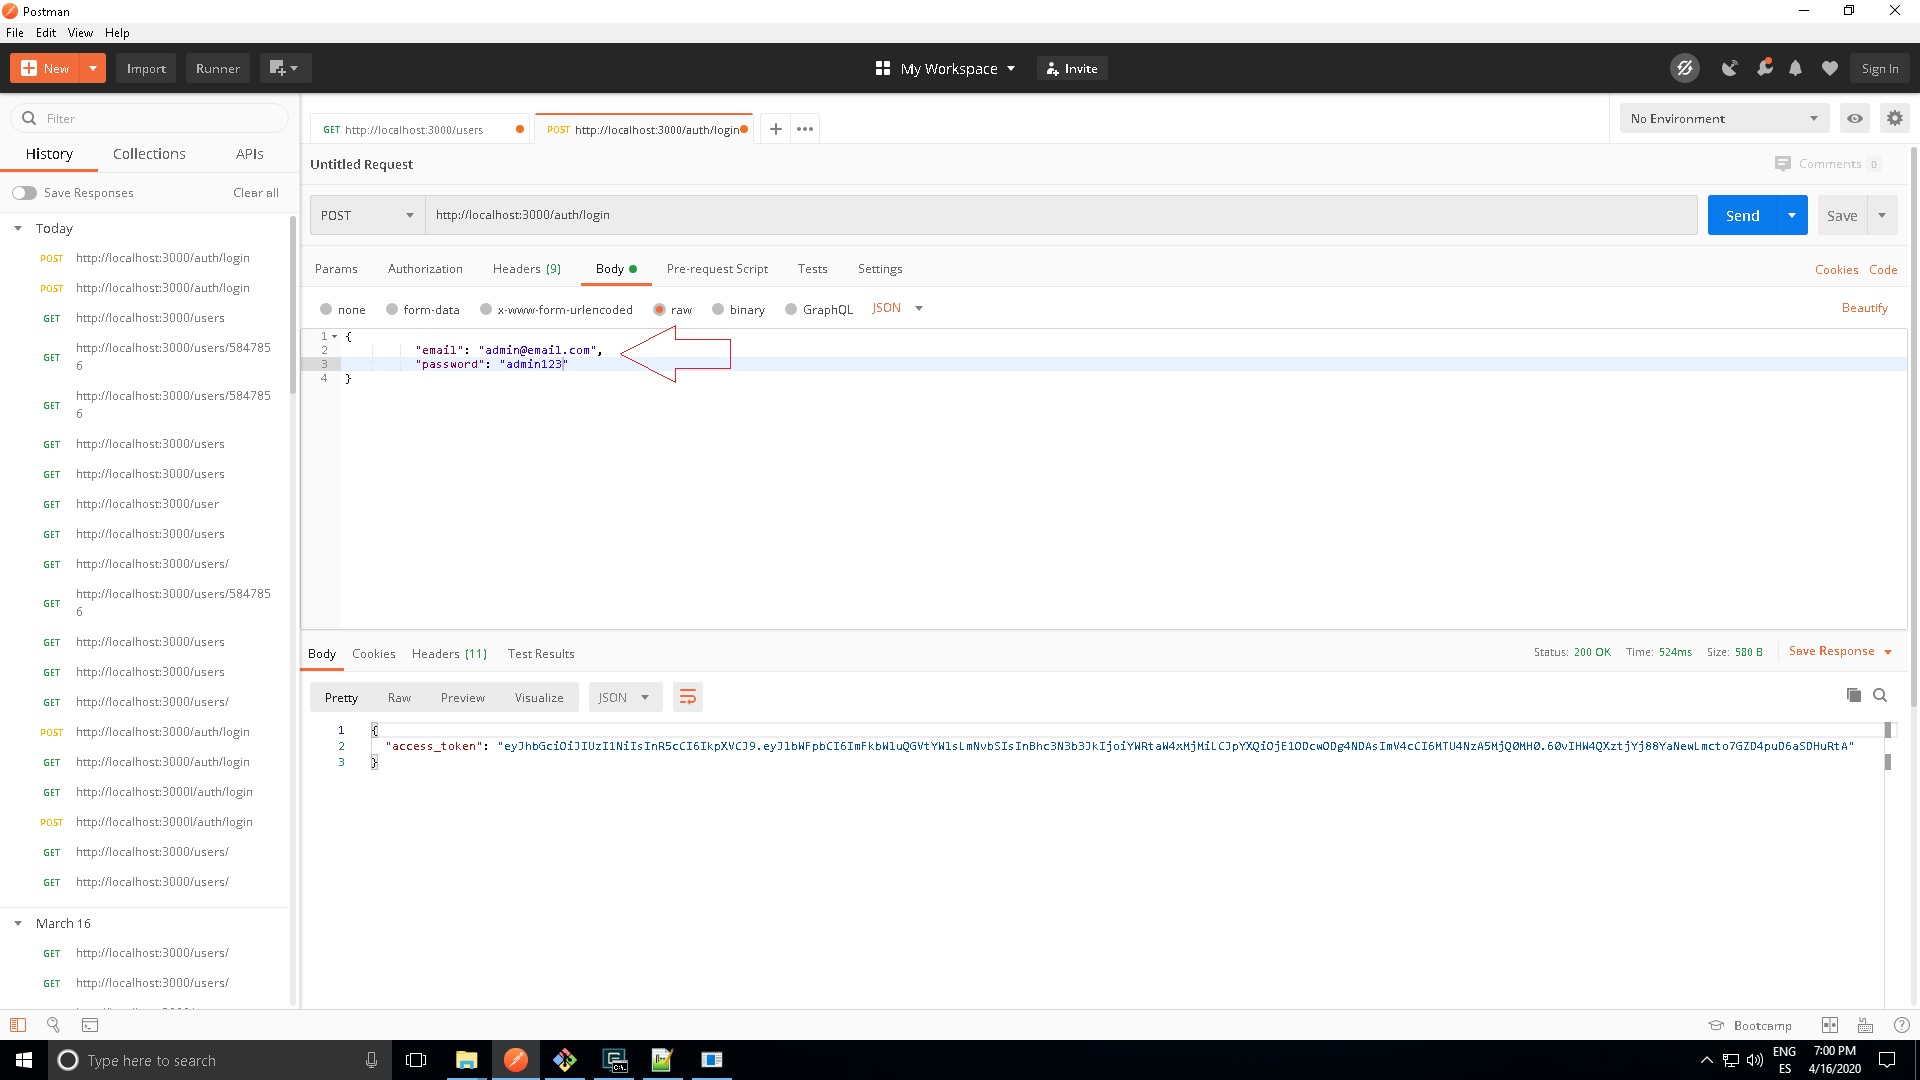 Postman
File Edit View Help
New Import Runner My Workspace Invite Sign In
Filter
History Collections APIs
Save Responses Clear all
Today
POST http://localhost:3000/auth/login
POST http://localhost:3000/auth/login
GET http://localhost:3000/users
GET http://localhost:3000/users/584785
6
GET http://localhost:3000/users/584785
6
GET http://localhost:3000/users
GET http://localhost:3000/users
GET http://localhost:3000/user
GET http://localhost:3000/users
GET http://localhost:3000/users/
GET http://localhost:3000/users/584785
6
GET http://localhost:3000/users
GET http://localhost:3000/users
GET http://localhost:3000/users/
POST http://localhost:3000/auth/login
POST http://localhost:3000/auth/login
GET http://localhost:3000l/auth/login
POST http://localhost:3000l/auth/login
GET http://localhost:3000/users/
GET http://localhost:3000/users/
March 16
GET http://localhost:3000/users/
GET http://localhost:3000/users/
GET http://localhost:3000/users POST http://localhost:3000/auth/login
No Environment
Untitled Request Comments 0
POST http://localhost:3000/auth/login Send Save
Params Authorization Headers (9) Body Pre-request Script Tests Settings Cookies Code
none form-data x-www-form-urlencoded raw binary GraphQL JSON Beautify
1 {
2 "email": "admin@email.com",
3 "password": "admin123"
4 }
Body Cookies Headers (11) Test Results Status: 200 OK Time: 524ms Size: 580 B Save Response
Pretty Raw Preview Visualize JSON
1 {
2 "access_token":
3 }
Bootcamp
Type here to search
ENG
ES
7:00 PM
4/16/2020